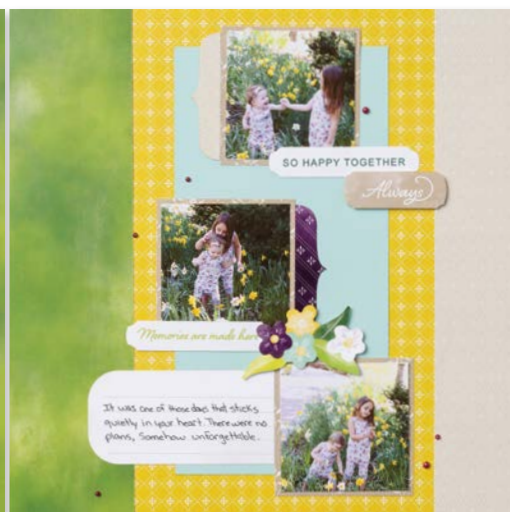 SO HAPPY TOGETHER
Always
Memories are made here
It was one of those days that sticks
quietly in your heart. There were no
plans, Somehow unforgettable.